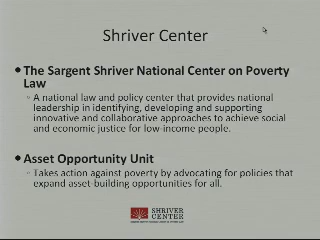 Shriver Center
The Sargent Shriver National Center on Poverty
Law
A national law and policy center that provides national
leadership in identifying, developing and supporting
innovative and collaborative approaches to achieve social
and economic justice for low-income people.
Asset Opportunity Unit
Takes action against poverty by advocating for policies that
expand asset-building opportunities for all.
SHRIVER
CENTER